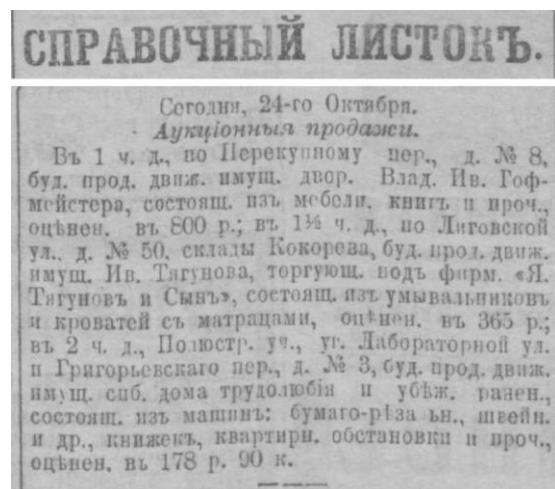 СПРАВОЧНЫЙ ЛИСТОКЪ.
Сегодня, 24-го Октября.
Аукціонныя продажи.
Въ 1 ч. д., по Перекупному пер., д. № 8,
буд. прод. движ. имущ. двор. Влад. Ив. Гоф-
мейстера, состоящ. изъ мебели, книгъ и проч.,
оцѣнен. въ 800 р.; въ 1½ ч. д., по Лиговской
ул., д. № 50, склады Кокорева, буд. прод. движ.
имущ. Ив. Тягунова, торгующ. подъ фирм. «Я.
Тягуновъ и Сынъ», состоящ. изъ умывальниковъ
и кроватей съ матрацами, оцѣнен. въ 365 р.;
въ 2 ч. д., Полюстр. уч., уг. Лабораторной ул.
и Григорьевскаго пер., д. № 3, буд. прод. движ.
имущ. спб. дома трудолюбія и убѣж. ранен.,
состоящ. изъ машинъ: бумаго-рѣза ьн., швейн.
и др., книжекъ, квартирн. обстановки и проч.,
оцѣнен. въ 178 р. 90 к.